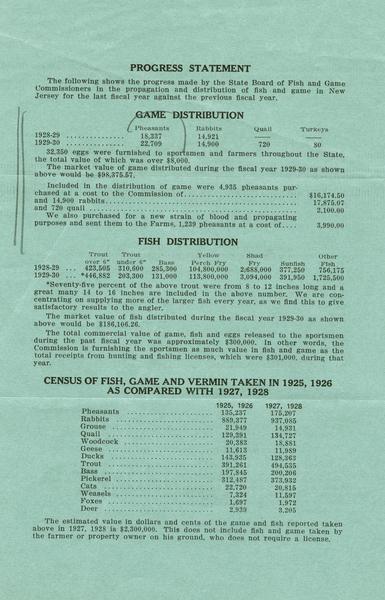 PROGRESS STATEMENT
The following shows the progress made by the State Board of Fish and Game
Commissioners in the propagation and distribution of fish and game in New
Jersey for the last fiscal year against the previous fiscal year.
GAME DISTRIBUTION
Pheasants Rabbits Quail Turkeys
1928-29 ............... 18,337 14,921
1929-30 ............... 22,709 14,900 720 80
32,350 eggs were furnished to sportsmen and farmers throughout the State,
the total value of which was over $8,000.
The market value of game distributed during the fiscal year 1929-30 as shown
above would be $98,375.57.
Included in the distribution of game were 4,935 pheasants pur-
chased at a cost to the Commission of................................ $16,174.50
and 14,900 rabbits.................................................... 17,875.07
and 720 quail ........................................................ 2,100.00
We also purchased for a new strain of blood and propagating
purposes and sent them to the Farms, 1,239 pheasants at a cost of.... 3,990.00
FISH DISTRIBUTION
Trout Trout Yellow Shad Other
over 6" under 6" Bass Perch Fry Fry Sunfish Fish
1928-29 ... 423,505 310,600 285,300 104,800,000 2,688,000 377,250 756,175
1929-30 ... *446,882 203,300 131,000 113,800,000 3,094,000 391,950 1,725,500
*Seventy-five percent of the above trout were from 8 to 12 inches long and a
great many 14 to 16 inches are included in the above number. We are con-
centrating on supplying more of the larger fish every year, as we find this to give
satisfactory results to the angler.
The market value of fish distributed during the fiscal year 1929-30 as shown
above would be $186,106.26.
The total commercial value of game, fish and eggs released to the sportsmen
during the past fiscal year was approximately $300,000. In other words, the
Commission is furnishing the sportsmen as much value in fish and game as the
total receipts from hunting and fishing licenses, which were $301,000, during that
year.
CENSUS OF FISH, GAME AND VERMIN TAKEN IN 1925, 1926
AS COMPARED WITH 1927, 1928
1925, 1926 1927, 1928
Pheasants .................... 135,237 175,207
Rabbits ...................... 889,377 937,085
Grouse ....................... 21,949 14,931
Quail ........................ 129,391 134,727
Woodcock ..................... 20,383 18,881
Geese ........................ 11,613 11,989
Ducks ........................ 143,935 128,363
Trout ........................ 391,261 494,535
Bass ......................... 197,845 200,206
Pickerel ..................... 312,487 373,932
Cats ......................... 22,720 20,815
Weasels ...................... 7,324 11,597
Foxes ........................ 1,697 1,972
Deer ......................... 2,939 3,205
The estimated value in dollars and cents of the game and fish reported taken
above in 1927, 1928 is $2,300,000. This does not include fish and game taken by
the farmer or property owner on his ground, who does not require a license.